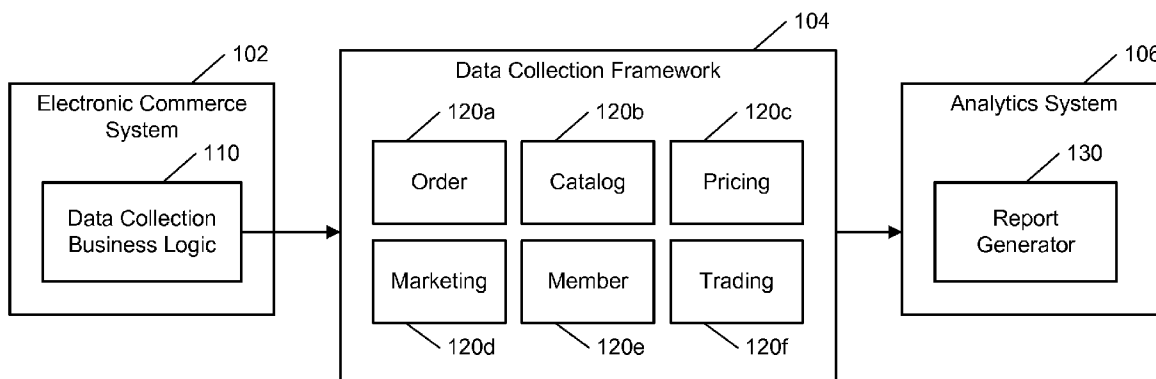 104
102
Data Collection Framework
106
Electronic Commerce
System
Analytics System
120a
120b
120c
110
130
Order
Catalog
Pricing
Data Collection
Business Logic
Report
Generator
Marketing
Member
Trading
120d
120e
120f